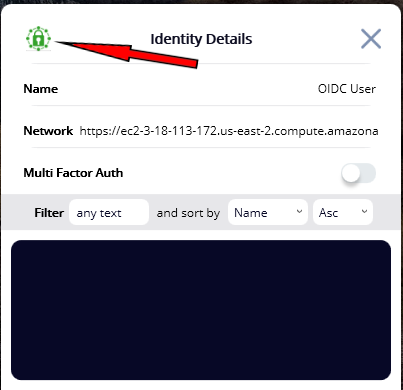 Identity Details
Name OIDC User
Network https://ec2-3-18-113-172.us-east-2.compute.amazona
Multi Factor Auth
Filter any text and sort by Name Asc